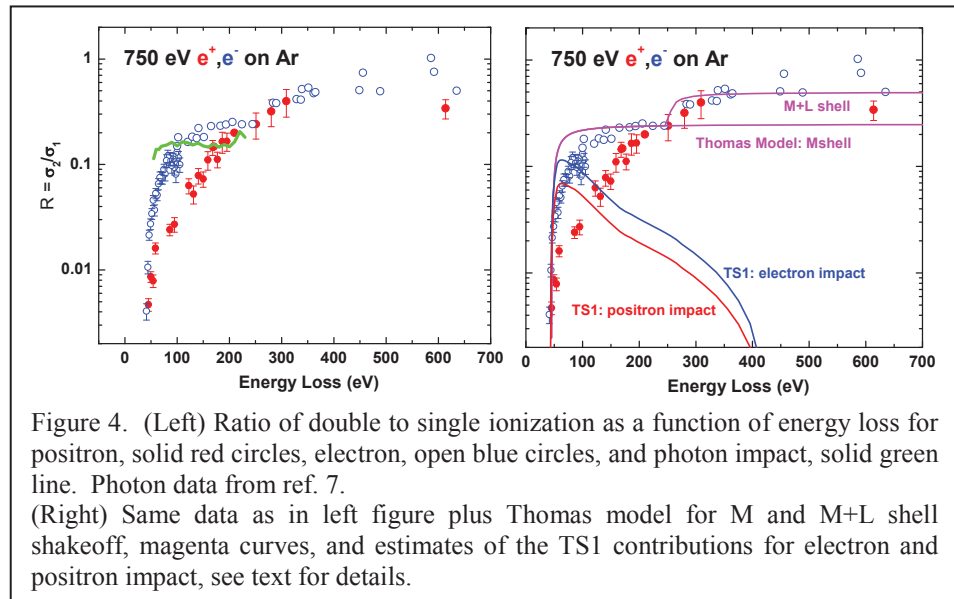 750 eV e+,e- on Ar
R = σ2/σ1
1
0.1
0.01
0 100 200 300 400 500 600 700
Energy Loss (eV)
750 eV e+,e- on Ar
M+L shell
Thomas Model: Mshell
TS1: electron impact
TS1: positron impact
0 100 200 300 400 500 600 700
Energy Loss (eV)
Figure 4. (Left) Ratio of double to single ionization as a function of energy loss for
positron, solid red circles, electron, open blue circles, and photon impact, solid green
line. Photon data from ref. 7.
(Right) Same data as in left figure plus Thomas model for M and M+L shell
shakeoff, magenta curves, and estimates of the TS1 contributions for electron and
positron impact, see text for details.